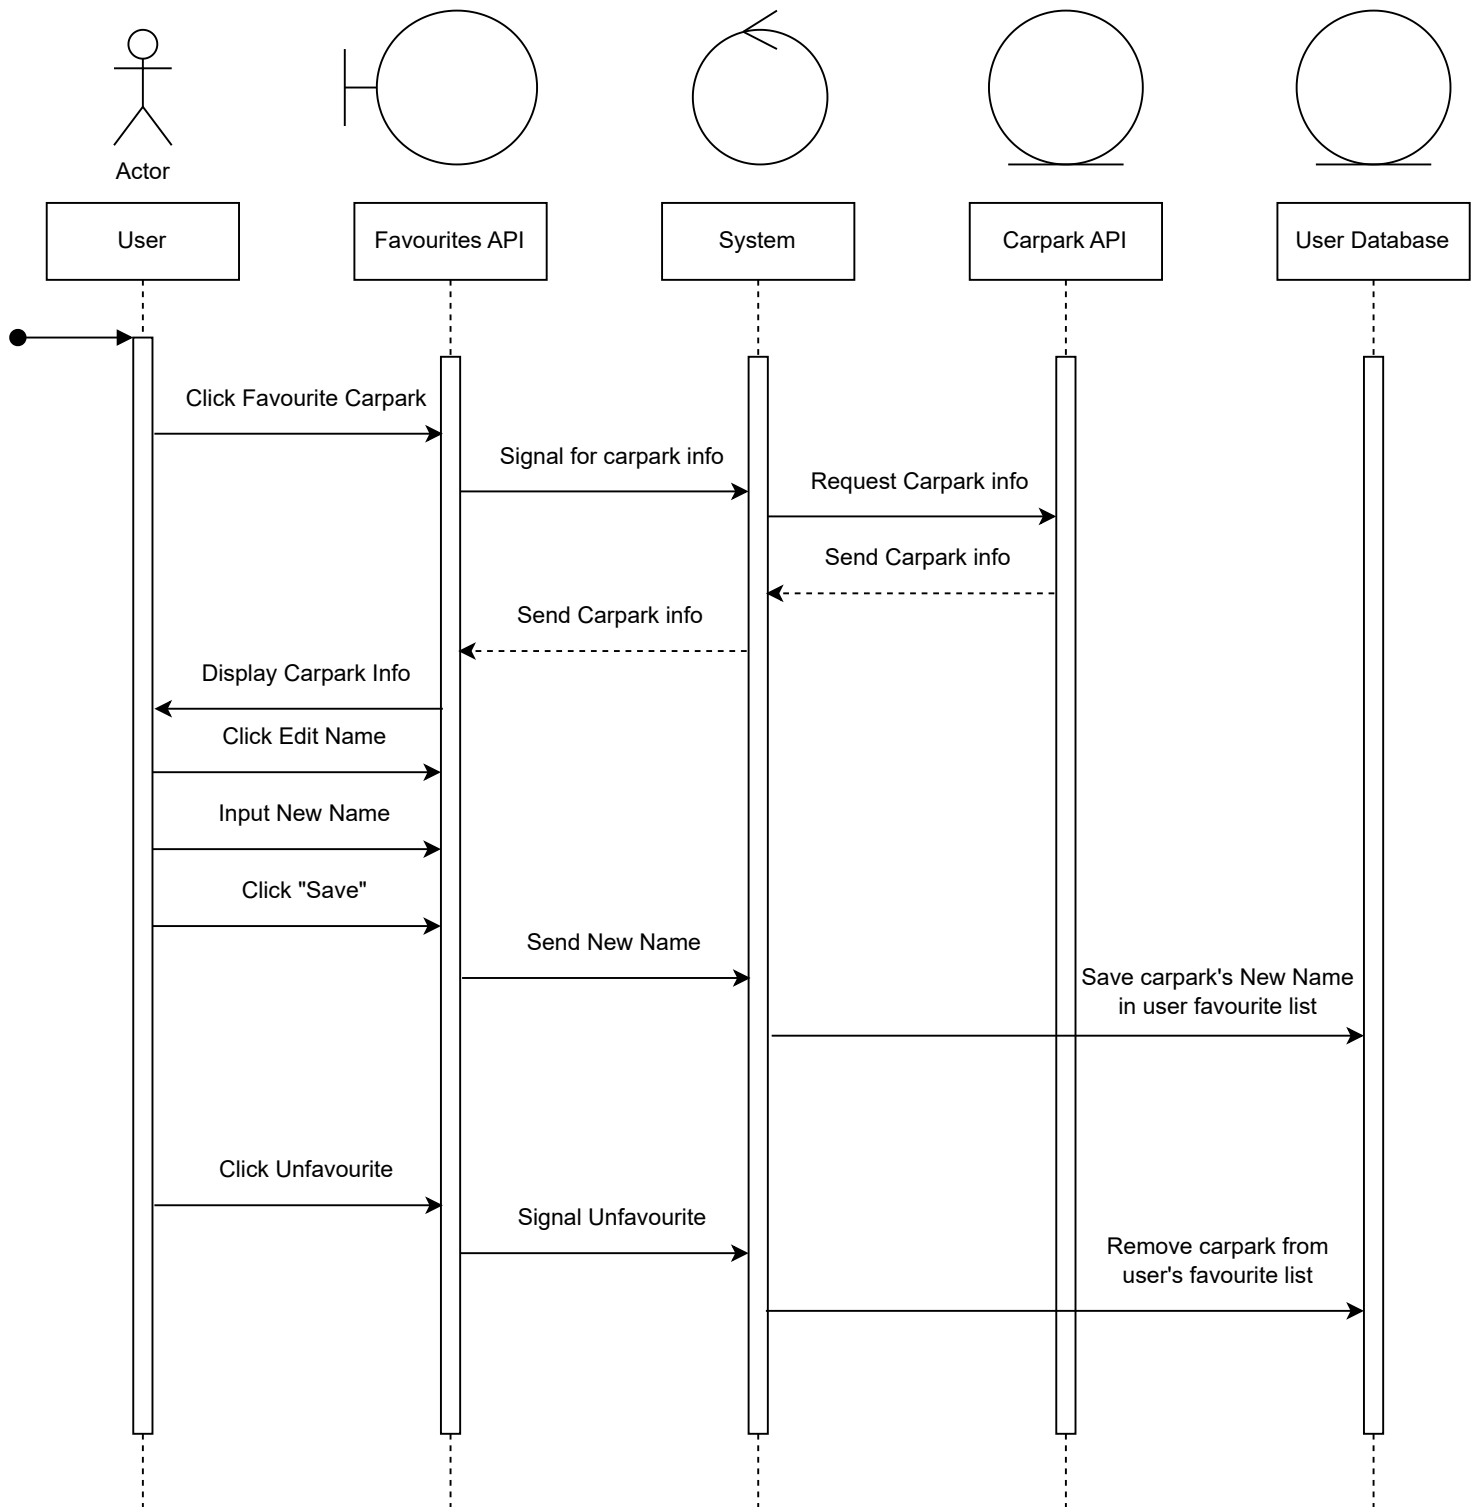 Actor
User
Favourites API
System
Carpark API
User Database
Click Favourite Carpark
Signal for carpark info
Request Carpark info
Send Carpark info
Send Carpark info
Display Carpark Info
Click Edit Name
Input New Name
Click "Save"
Send New Name
Save carpark's New Name
in user favourite list
Click Unfavourite
Signal Unfavourite
Remove carpark from
user's favourite list